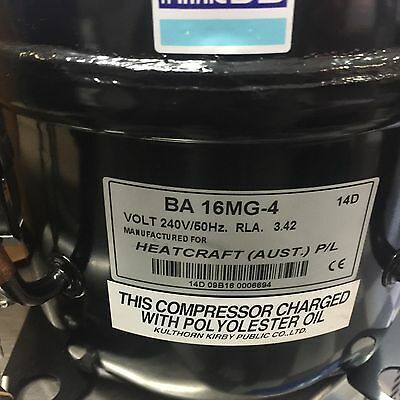 BA 16MG-4 14D
VOLT 240V/50Hz. RLA. 3.42
MANUFACTURED FOR
HEATCRAFT (AUST.) P/L
14D 09B16 0006694
CE
THIS COMPRESSOR CHARGED
WITH POLYOLESTER OIL
KULTHORN KIRBY PUBLIC CO.,LTD.